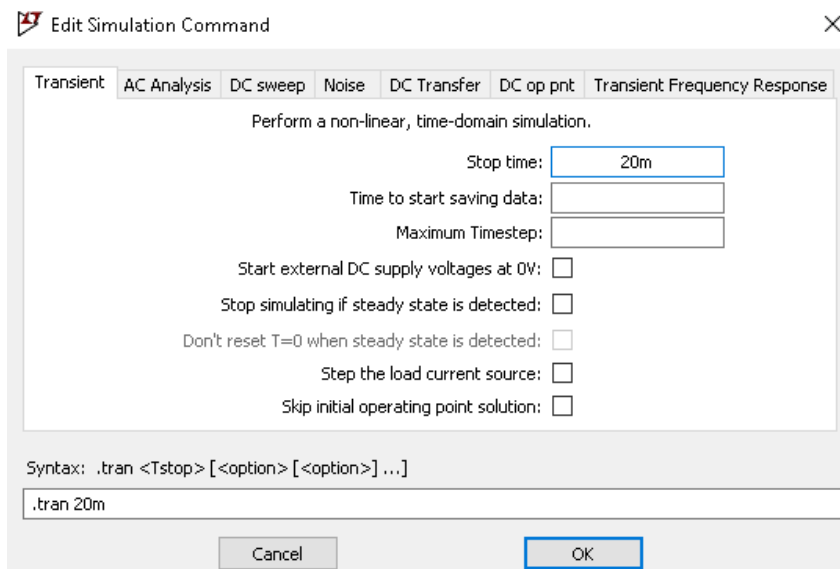 Edit Simulation Command
Transient AC Analysis DC sweep Noise DC Transfer DC op pnt Transient Frequency Response
Perform a non-linear, time-domain simulation.
Stop time: 20m
Time to start saving data:
Maximum Timestep:
Start external DC supply voltages at 0V:
Stop simulating if steady state is detected:
Don't reset T=0 when steady state is detected:
Step the load current source:
Skip initial operating point solution:
Syntax: .tran <Tstop> [<option> [<option>] ...]
.tran 20m
Cancel OK